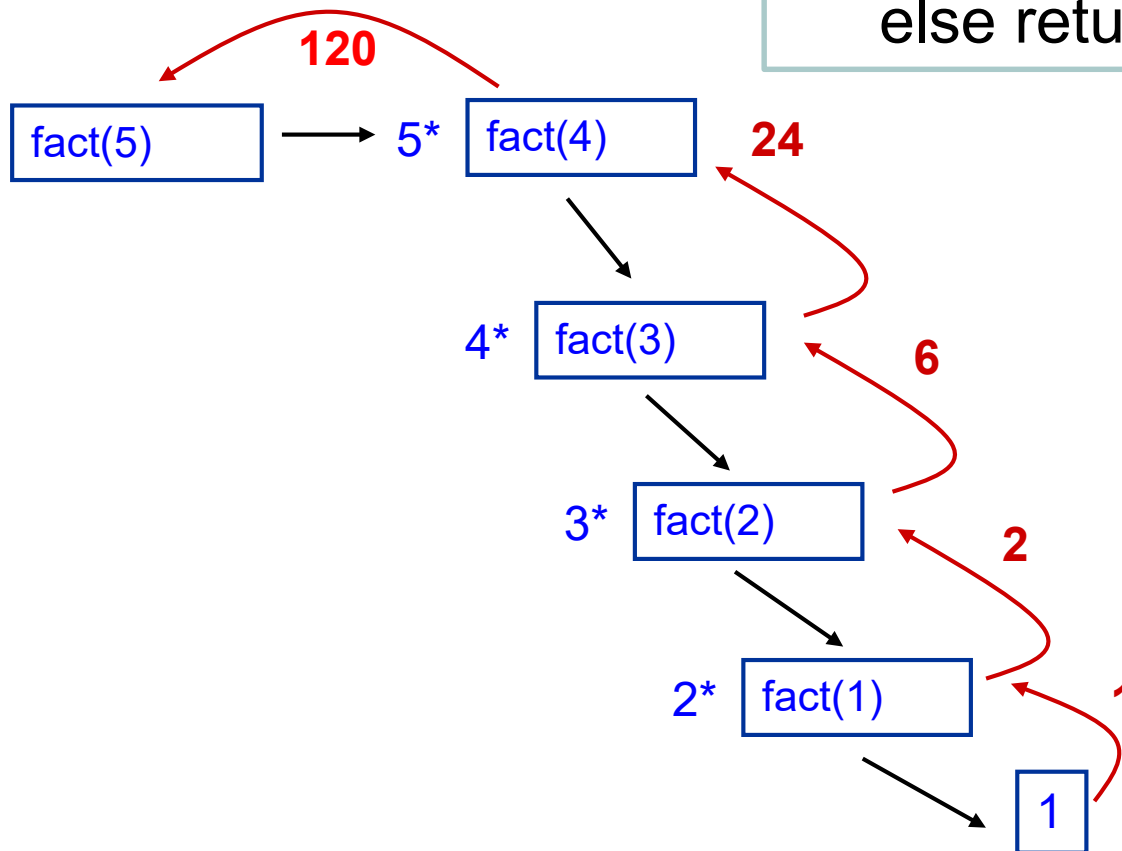 else retu
120
fact(5)
5* fact(4)
24
4* fact(3)
6
3* fact(2)
2
2* fact(1)
1